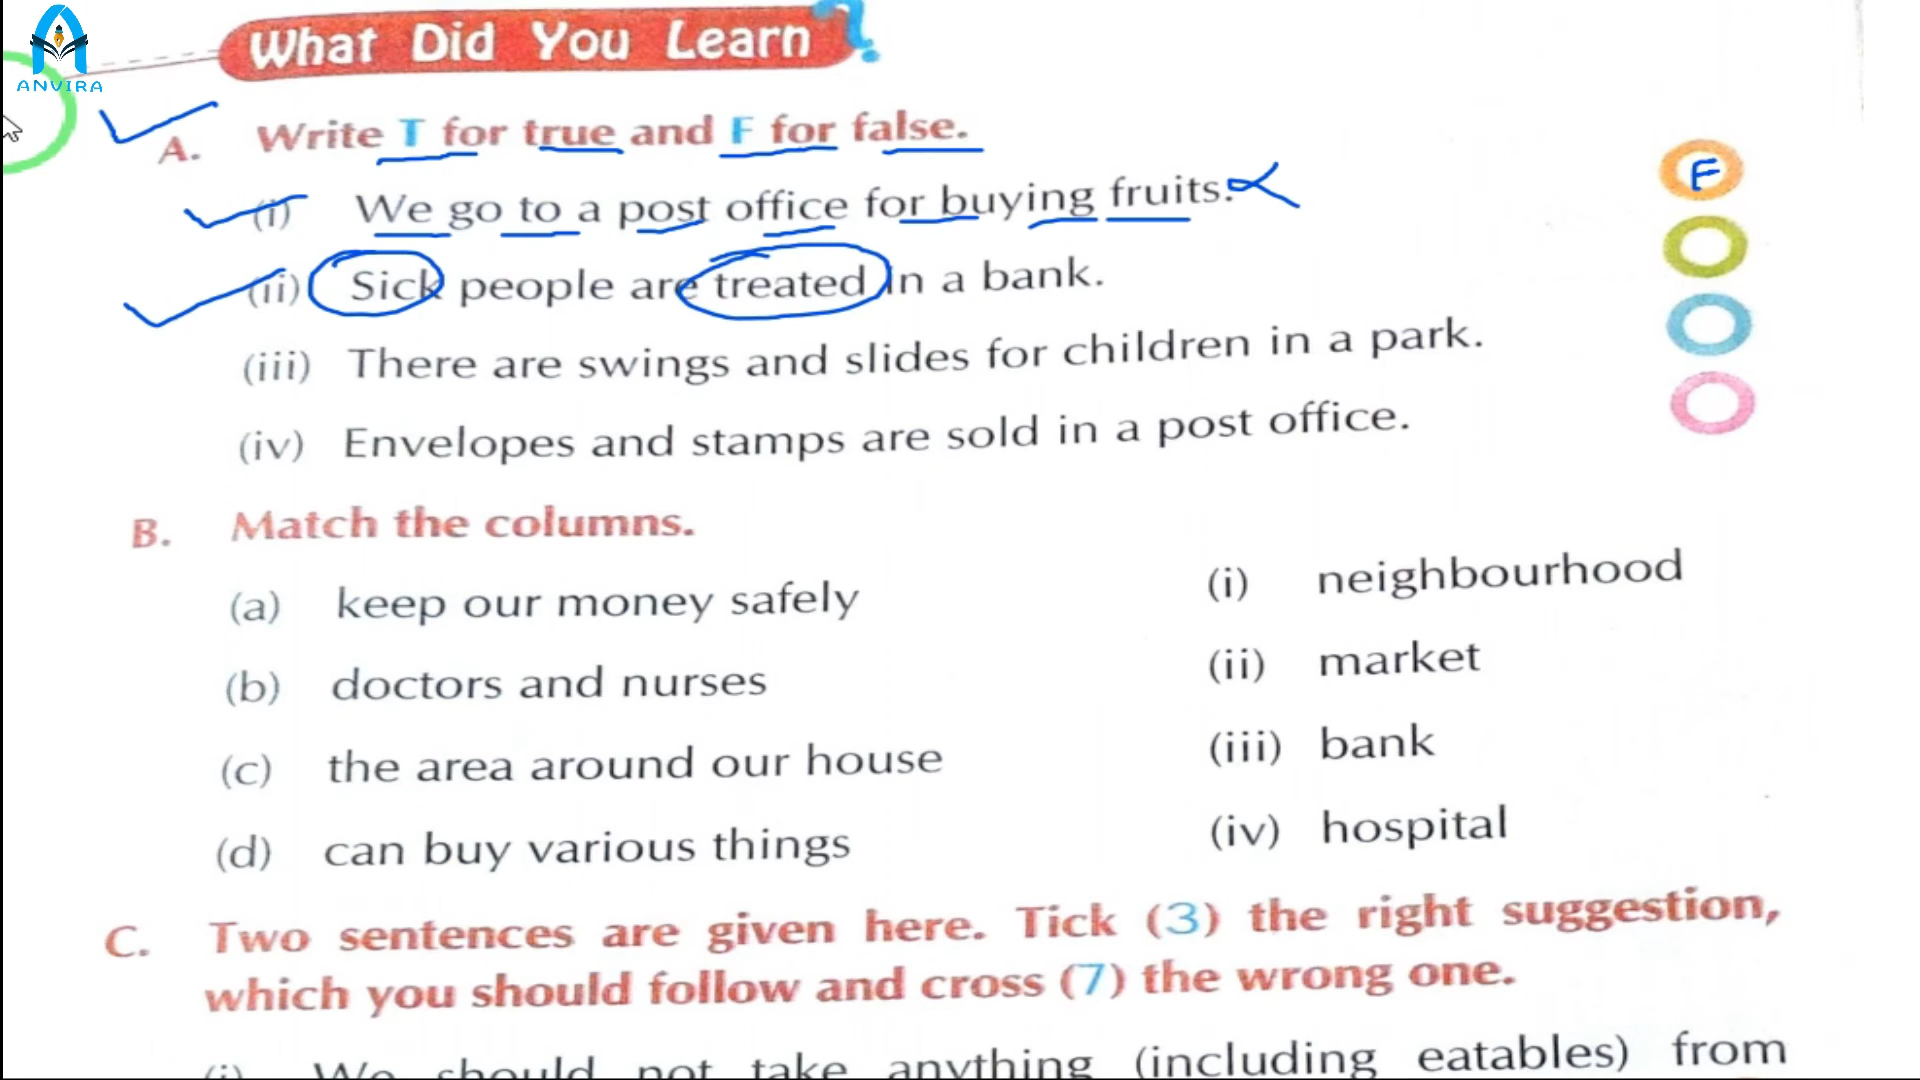 ANVIRA
What Did You Learn ?
A. Write T for true and F for false.
(i) We go to a post office for buying fruits. F
(ii) Sick people are treated in a bank.
(iii) There are swings and slides for children in a park.
(iv) Envelopes and stamps are sold in a post office.
B. Match the columns.
(a) keep our money safely (i) neighbourhood
(b) doctors and nurses (ii) market
(c) the area around our house (iii) bank
(d) can buy various things (iv) hospital
C. Two sentences are given here. Tick (3) the right suggestion,
which you should follow and cross (7) the wrong one.
(i) We should not take anything (including eatables) from